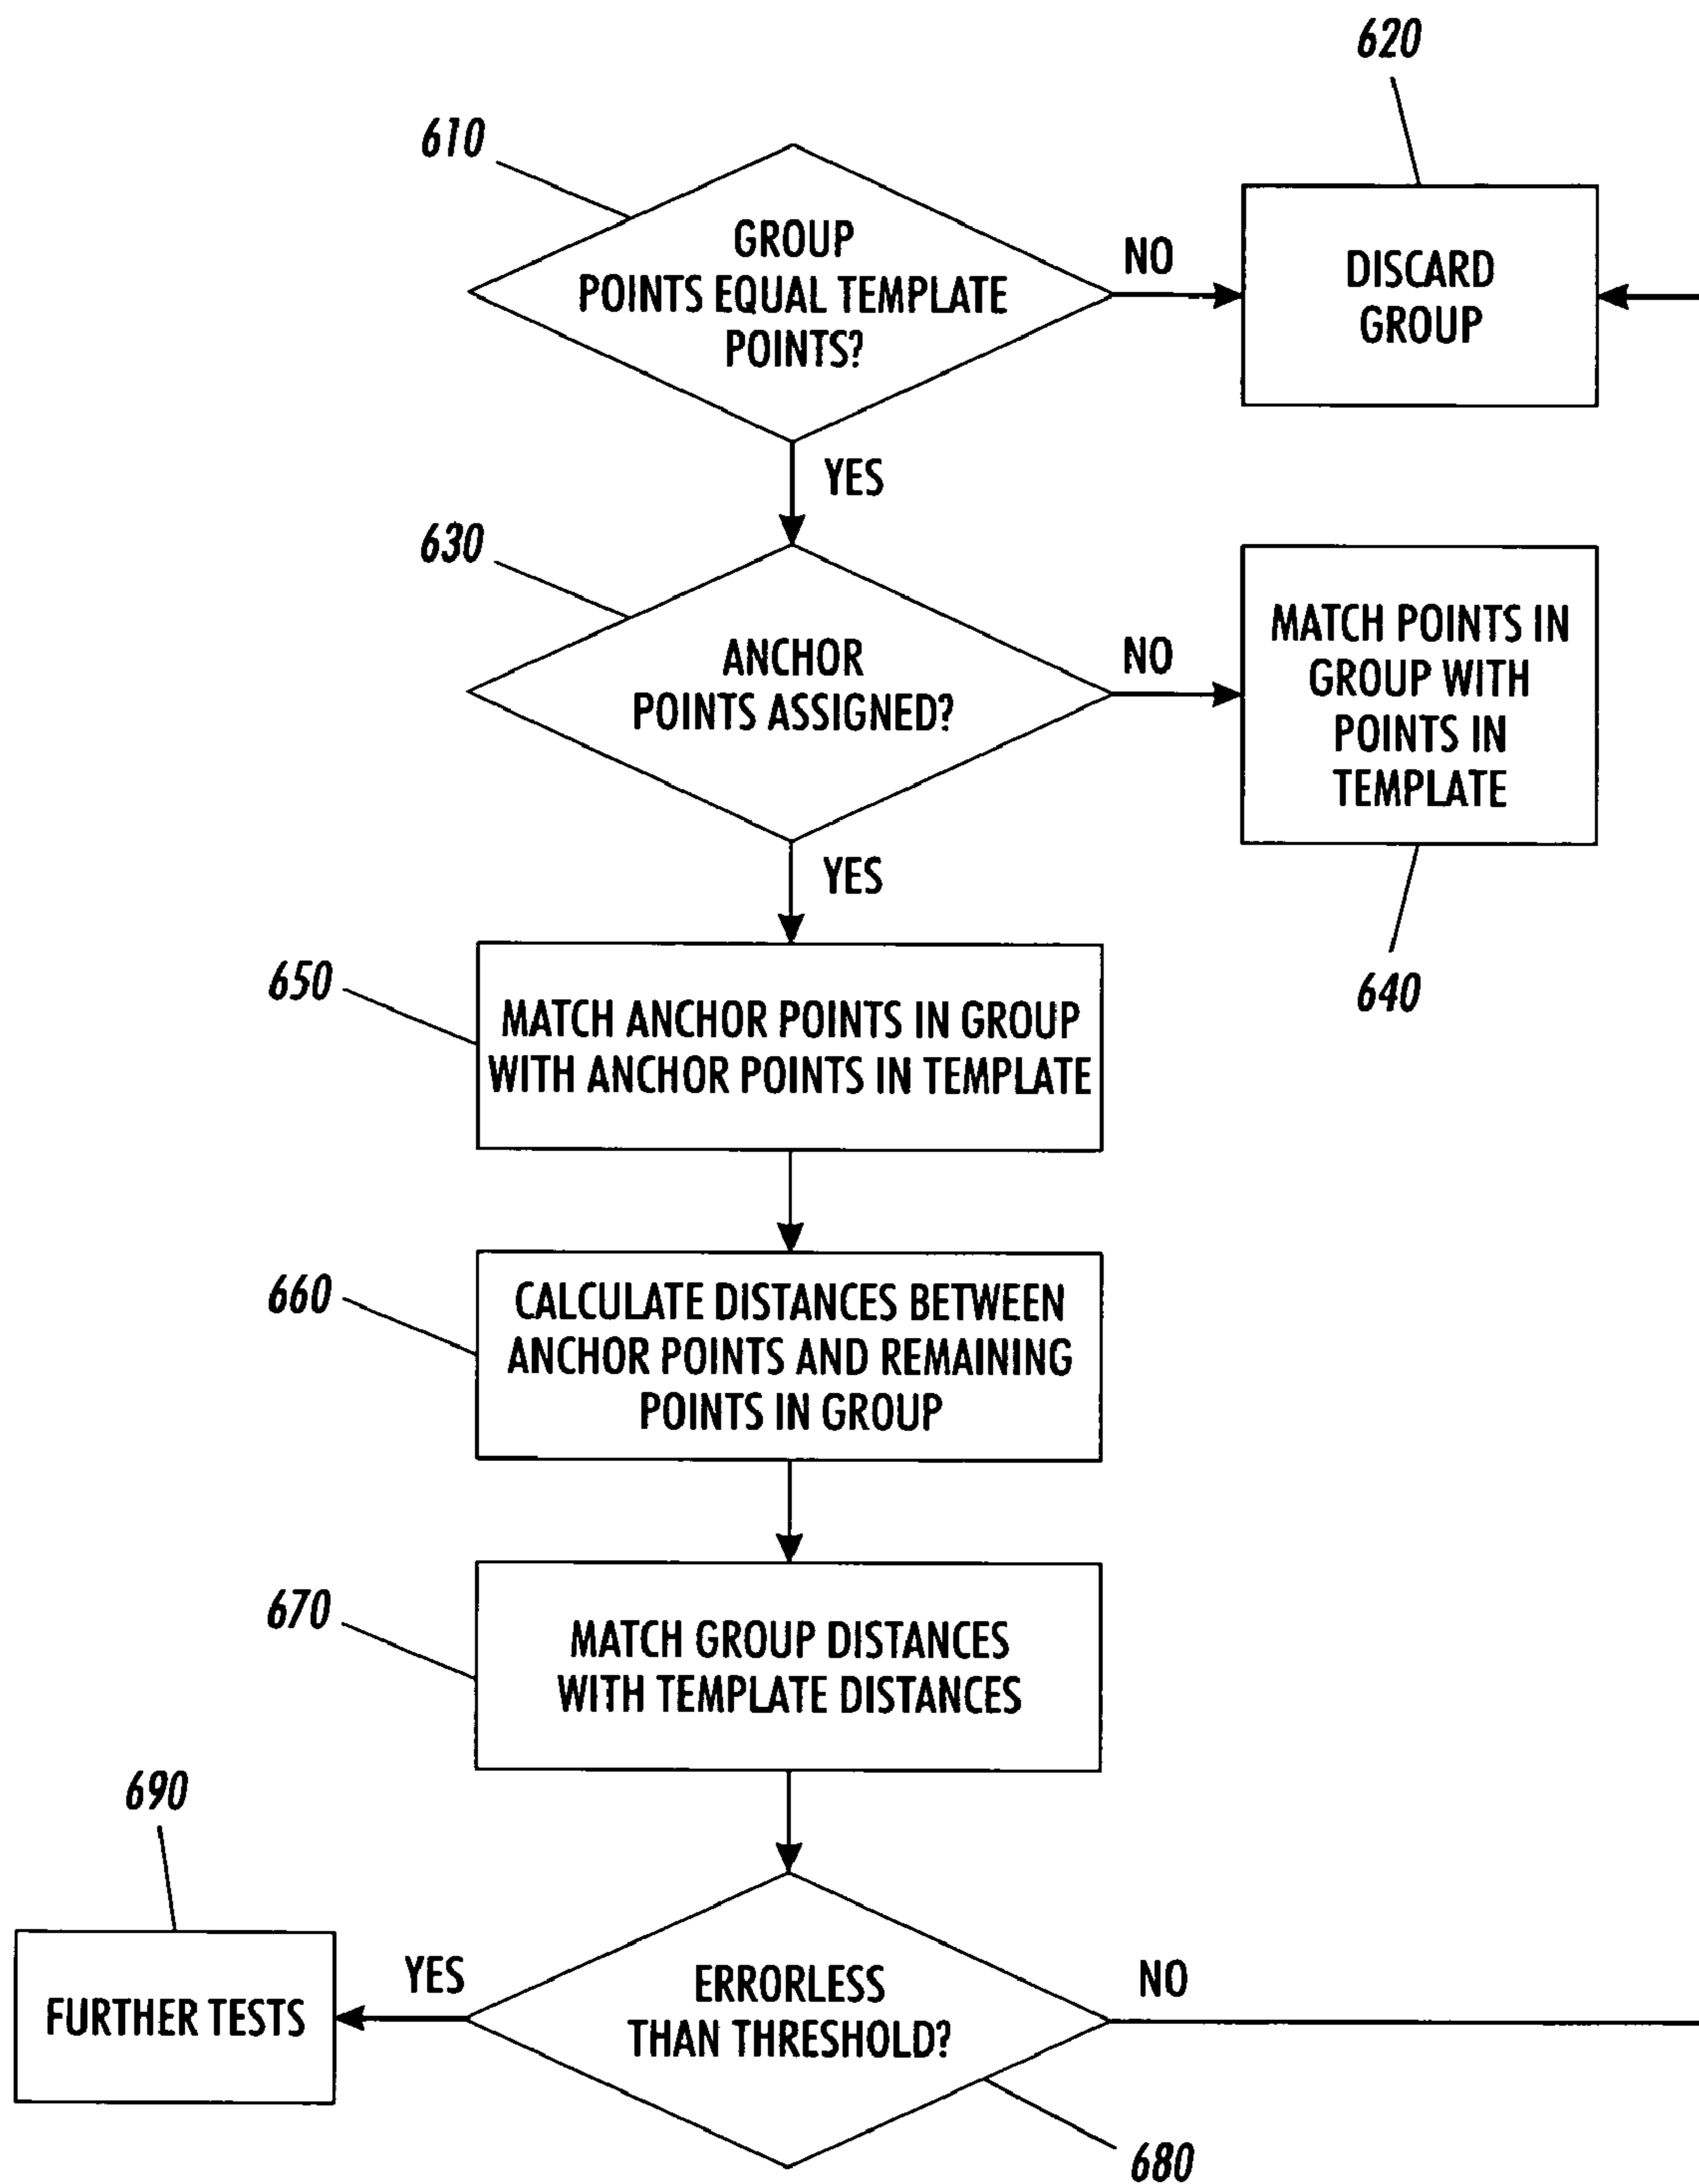 620
610
GROUP
POINTS EQUAL TEMPLATE
POINTS?
NO
DISCARD
GROUP
YES
630
ANCHOR
POINTS ASSIGNED?
NO
MATCH POINTS IN
GROUP WITH
POINTS IN
TEMPLATE
YES
640
650
MATCH ANCHOR POINTS IN GROUP
WITH ANCHOR POINTS IN TEMPLATE
660
CALCULATE DISTANCES BETWEEN
ANCHOR POINTS AND REMAINING
POINTS IN GROUP
670
MATCH GROUP DISTANCES
WITH TEMPLATE DISTANCES
690
FURTHER TESTS
YES
ERRORLESS
THAN THRESHOLD?
NO
680